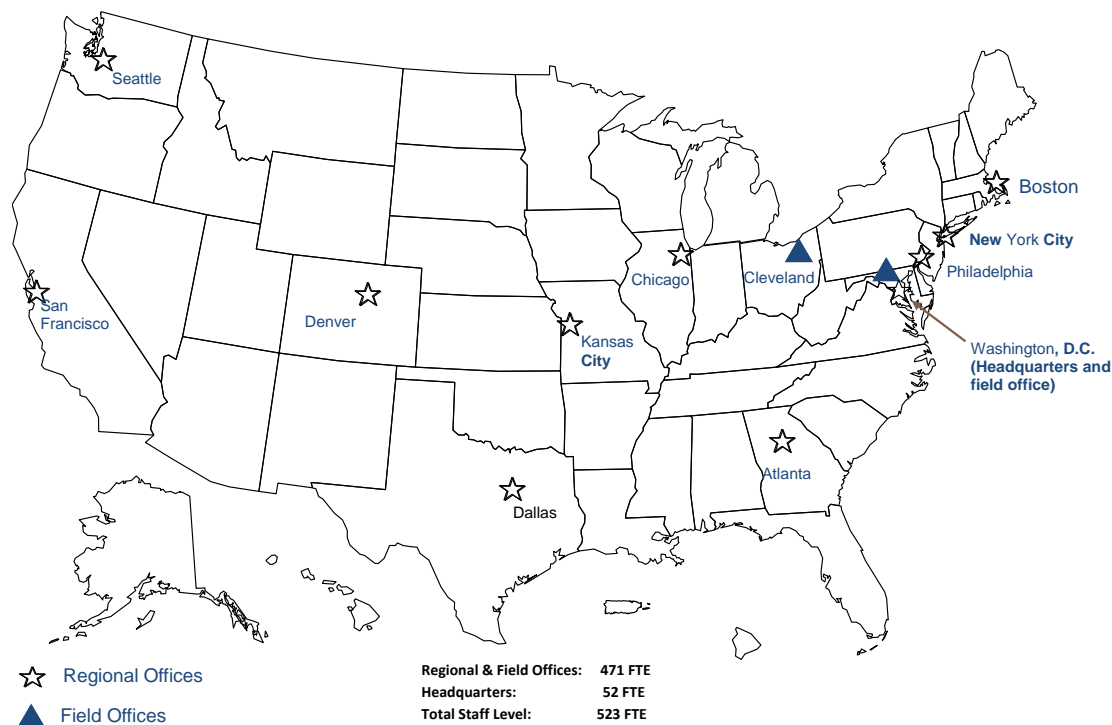 Seattle
Boston
New York City
Chicago
Cleveland
Philadelphia
San
Francisco
Denver
Kansas
City
Washington, D.C.
(Headquarters and
field office)
Atlanta
Dallas
Regional Offices
Field Offices
Regional & Field Offices: 471 FTE
Headquarters: 52 FTE
Total Staff Level: 523 FTE